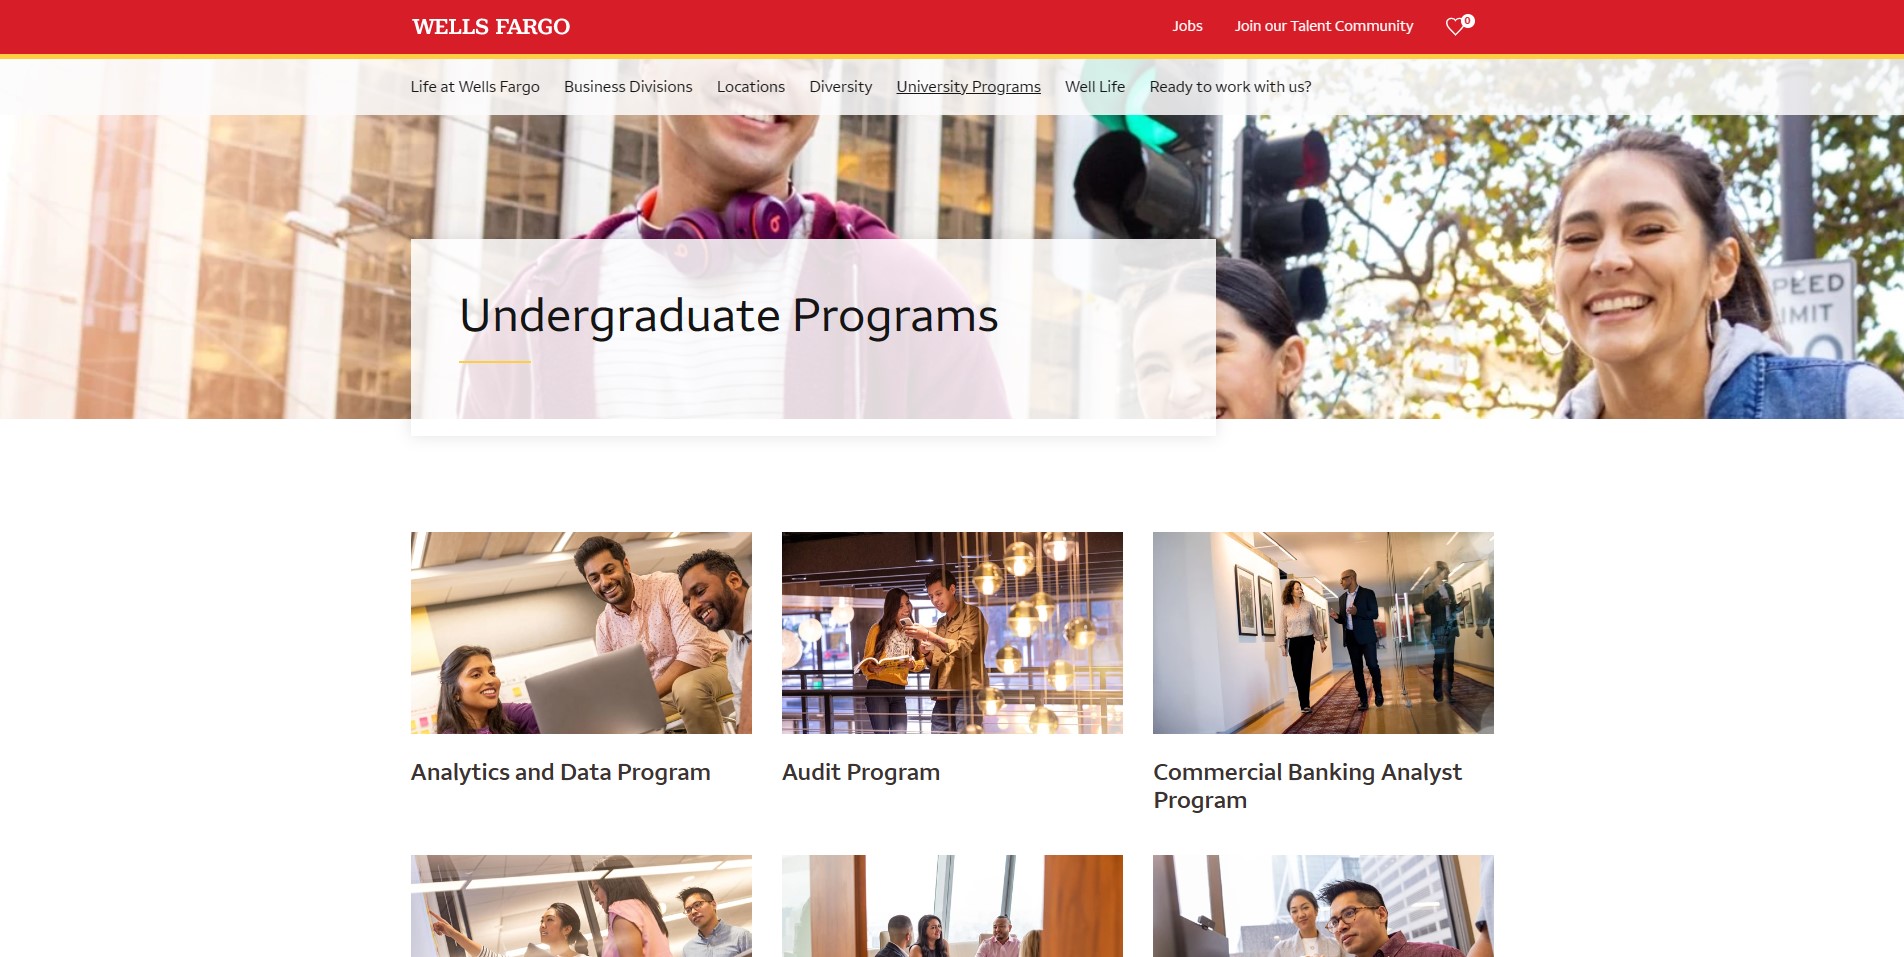 WELLS FARGO
Jobs
Join our Talent Community
0
Life at Wells Fargo
Business Divisions
Locations
Diversity
University Programs
Well Life
Ready to work with us?
SPEED
LIMIT
Undergraduate Programs
Analytics and Data Program
Audit Program
Commercial Banking Analyst
Program